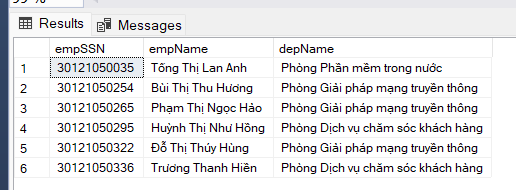 Results Messages
empSSN empName depName
1 30121050035 Tống Thị Lan Anh Phòng Phần mềm trong nước
2 30121050254 Bùi Thị Thu Hương Phòng Giải pháp mạng truyền thông
3 30121050265 Phạm Thị Ngọc Hảo Phòng Giải pháp mạng truyền thông
4 30121050295 Huỳnh Thị Như Hồng Phòng Dịch vụ chăm sóc khách hàng
5 30121050322 Đỗ Thị Thúy Hùng Phòng Giải pháp mạng truyền thông
6 30121050336 Trương Thanh Hiền Phòng Dịch vụ chăm sóc khách hàng